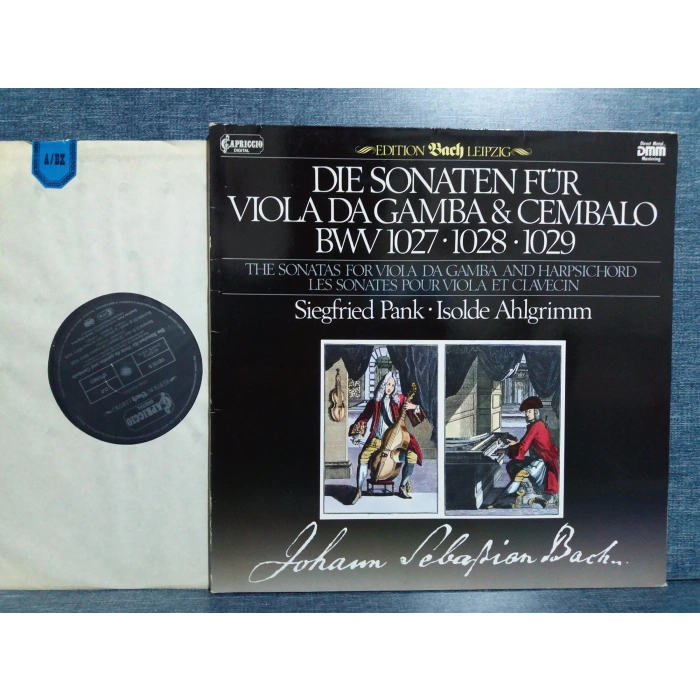 A/BX
CAPRICCIO
DIGITAL
EDITION Bach LEIPZIG
Direct Metal
DMM
Mastering
DIE SONATEN FÜR
VIOLA DA GAMBA & CEMBALO
BWV 1027 · 1028 · 1029
THE SONATAS FOR VIOLA DA GAMBA AND HARPSICHORD
LES SONATES POUR VIOLA ET CLAVECIN
Siegfried Pank · Isolde Ahlgrimm
Johann Sebaſtian Bach
CAPRICCIO